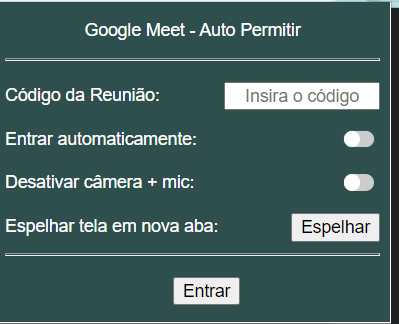 Google Meet - Auto Permitir
Código da Reunião: Insira o código
Entrar automaticamente:
Desativar câmera + mic:
Espelhar tela em nova aba: Espelhar
Entrar